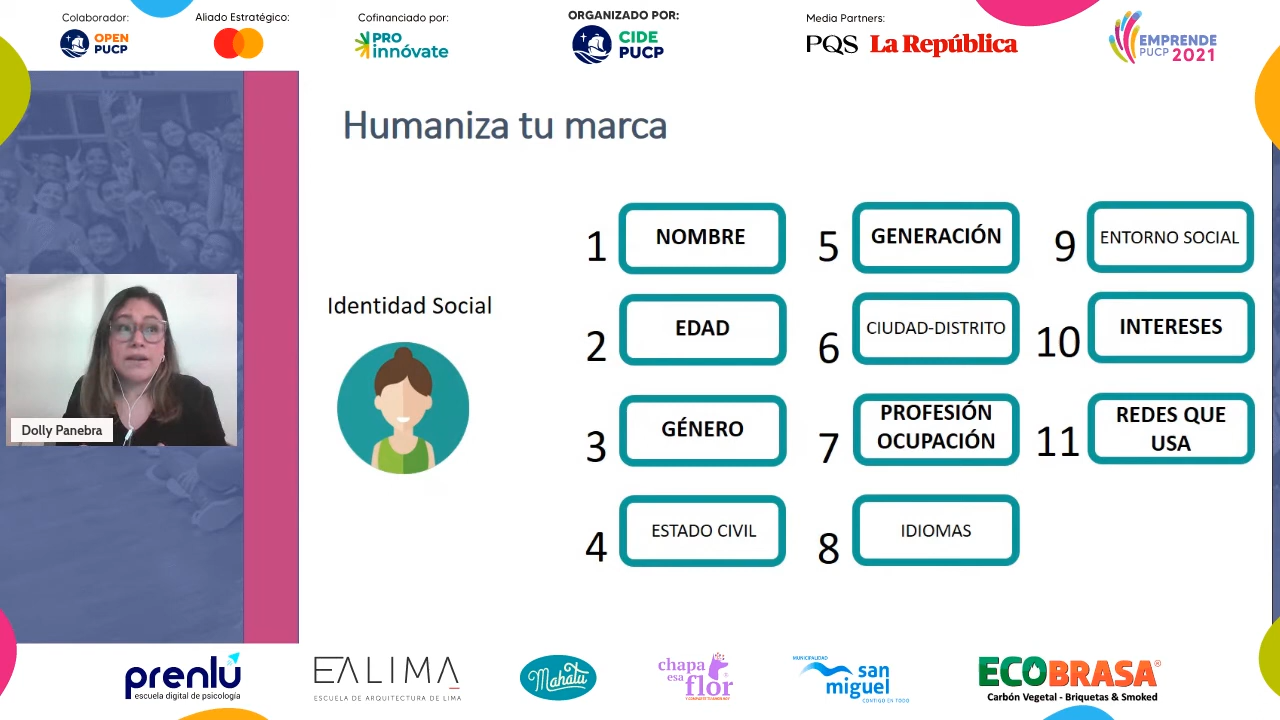 Colaborador:
OPEN
PUCP
Aliado Estratégico:
Cofinanciado por:
PRO
innóvate
ORGANIZADO POR:
CIDE
PUCP
Media Partners:
PQS La República
EMPRENDE
PUCP 2021
Humaniza tu marca
Identidad Social
Dolly Panebra
1 NOMBRE
2 EDAD
3 GÉNERO
4 ESTADO CIVIL
5 GENERACIÓN
6 CIUDAD-DISTRITO
7 PROFESIÓN
OCUPACIÓN
8 IDIOMAS
9 ENTORNO SOCIAL
10 INTERESES
11 REDES QUE
USA
prenlú
escuela digital de psicología
EALIMA
ESCUELA DE ARQUITECTURA DE LIMA
Mahatu
chapa
esa
flor
MUNICIPALIDAD
san
miguel
CONTIGO EN TODO
ECOBRASA®
Carbón Vegetal - Briquetas & Smoked